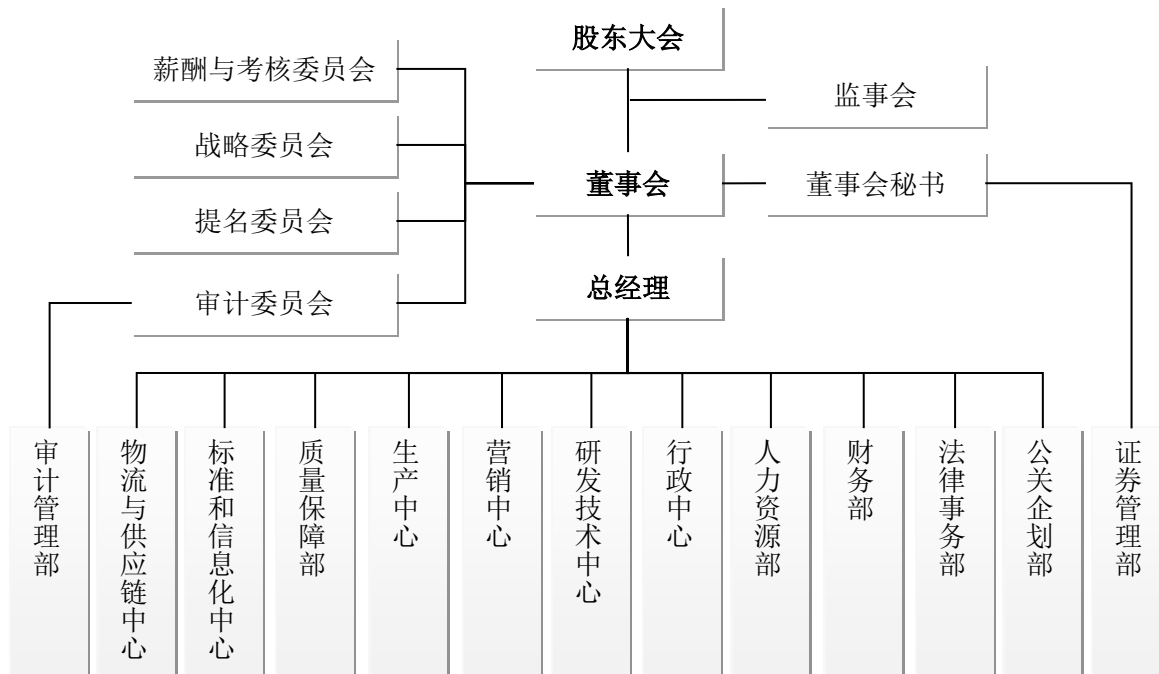 股东大会
薪酬与考核委员会
监事会
战略委员会
董事会
董事会秘书
提名委员会
总经理
审计委员会
审计管理部
物流与供应链中心
标准和信息化中心
质量保障部
生产中心
营销中心
研发技术中心
行政中心
人力资源部
财务部
法律事务部
公关企划部
证券管理部